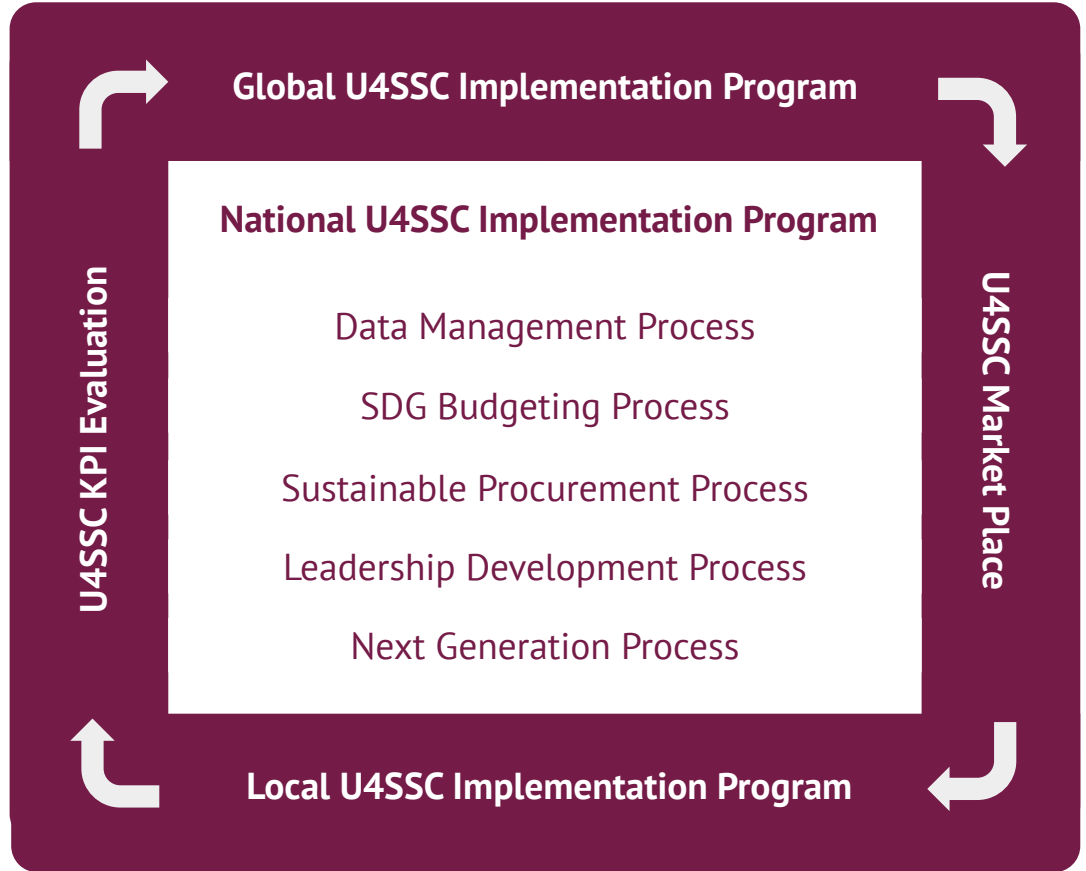 Global U4SSC Implementation Program
National U4SSC Implementation Program
Data Management Process
SDG Budgeting Process
Sustainable Procurement Process
Leadership Development Process
Next Generation Process
U4SSC Market Place
Local U4SSC Implementation Program
U4SSC KPI Evaluation